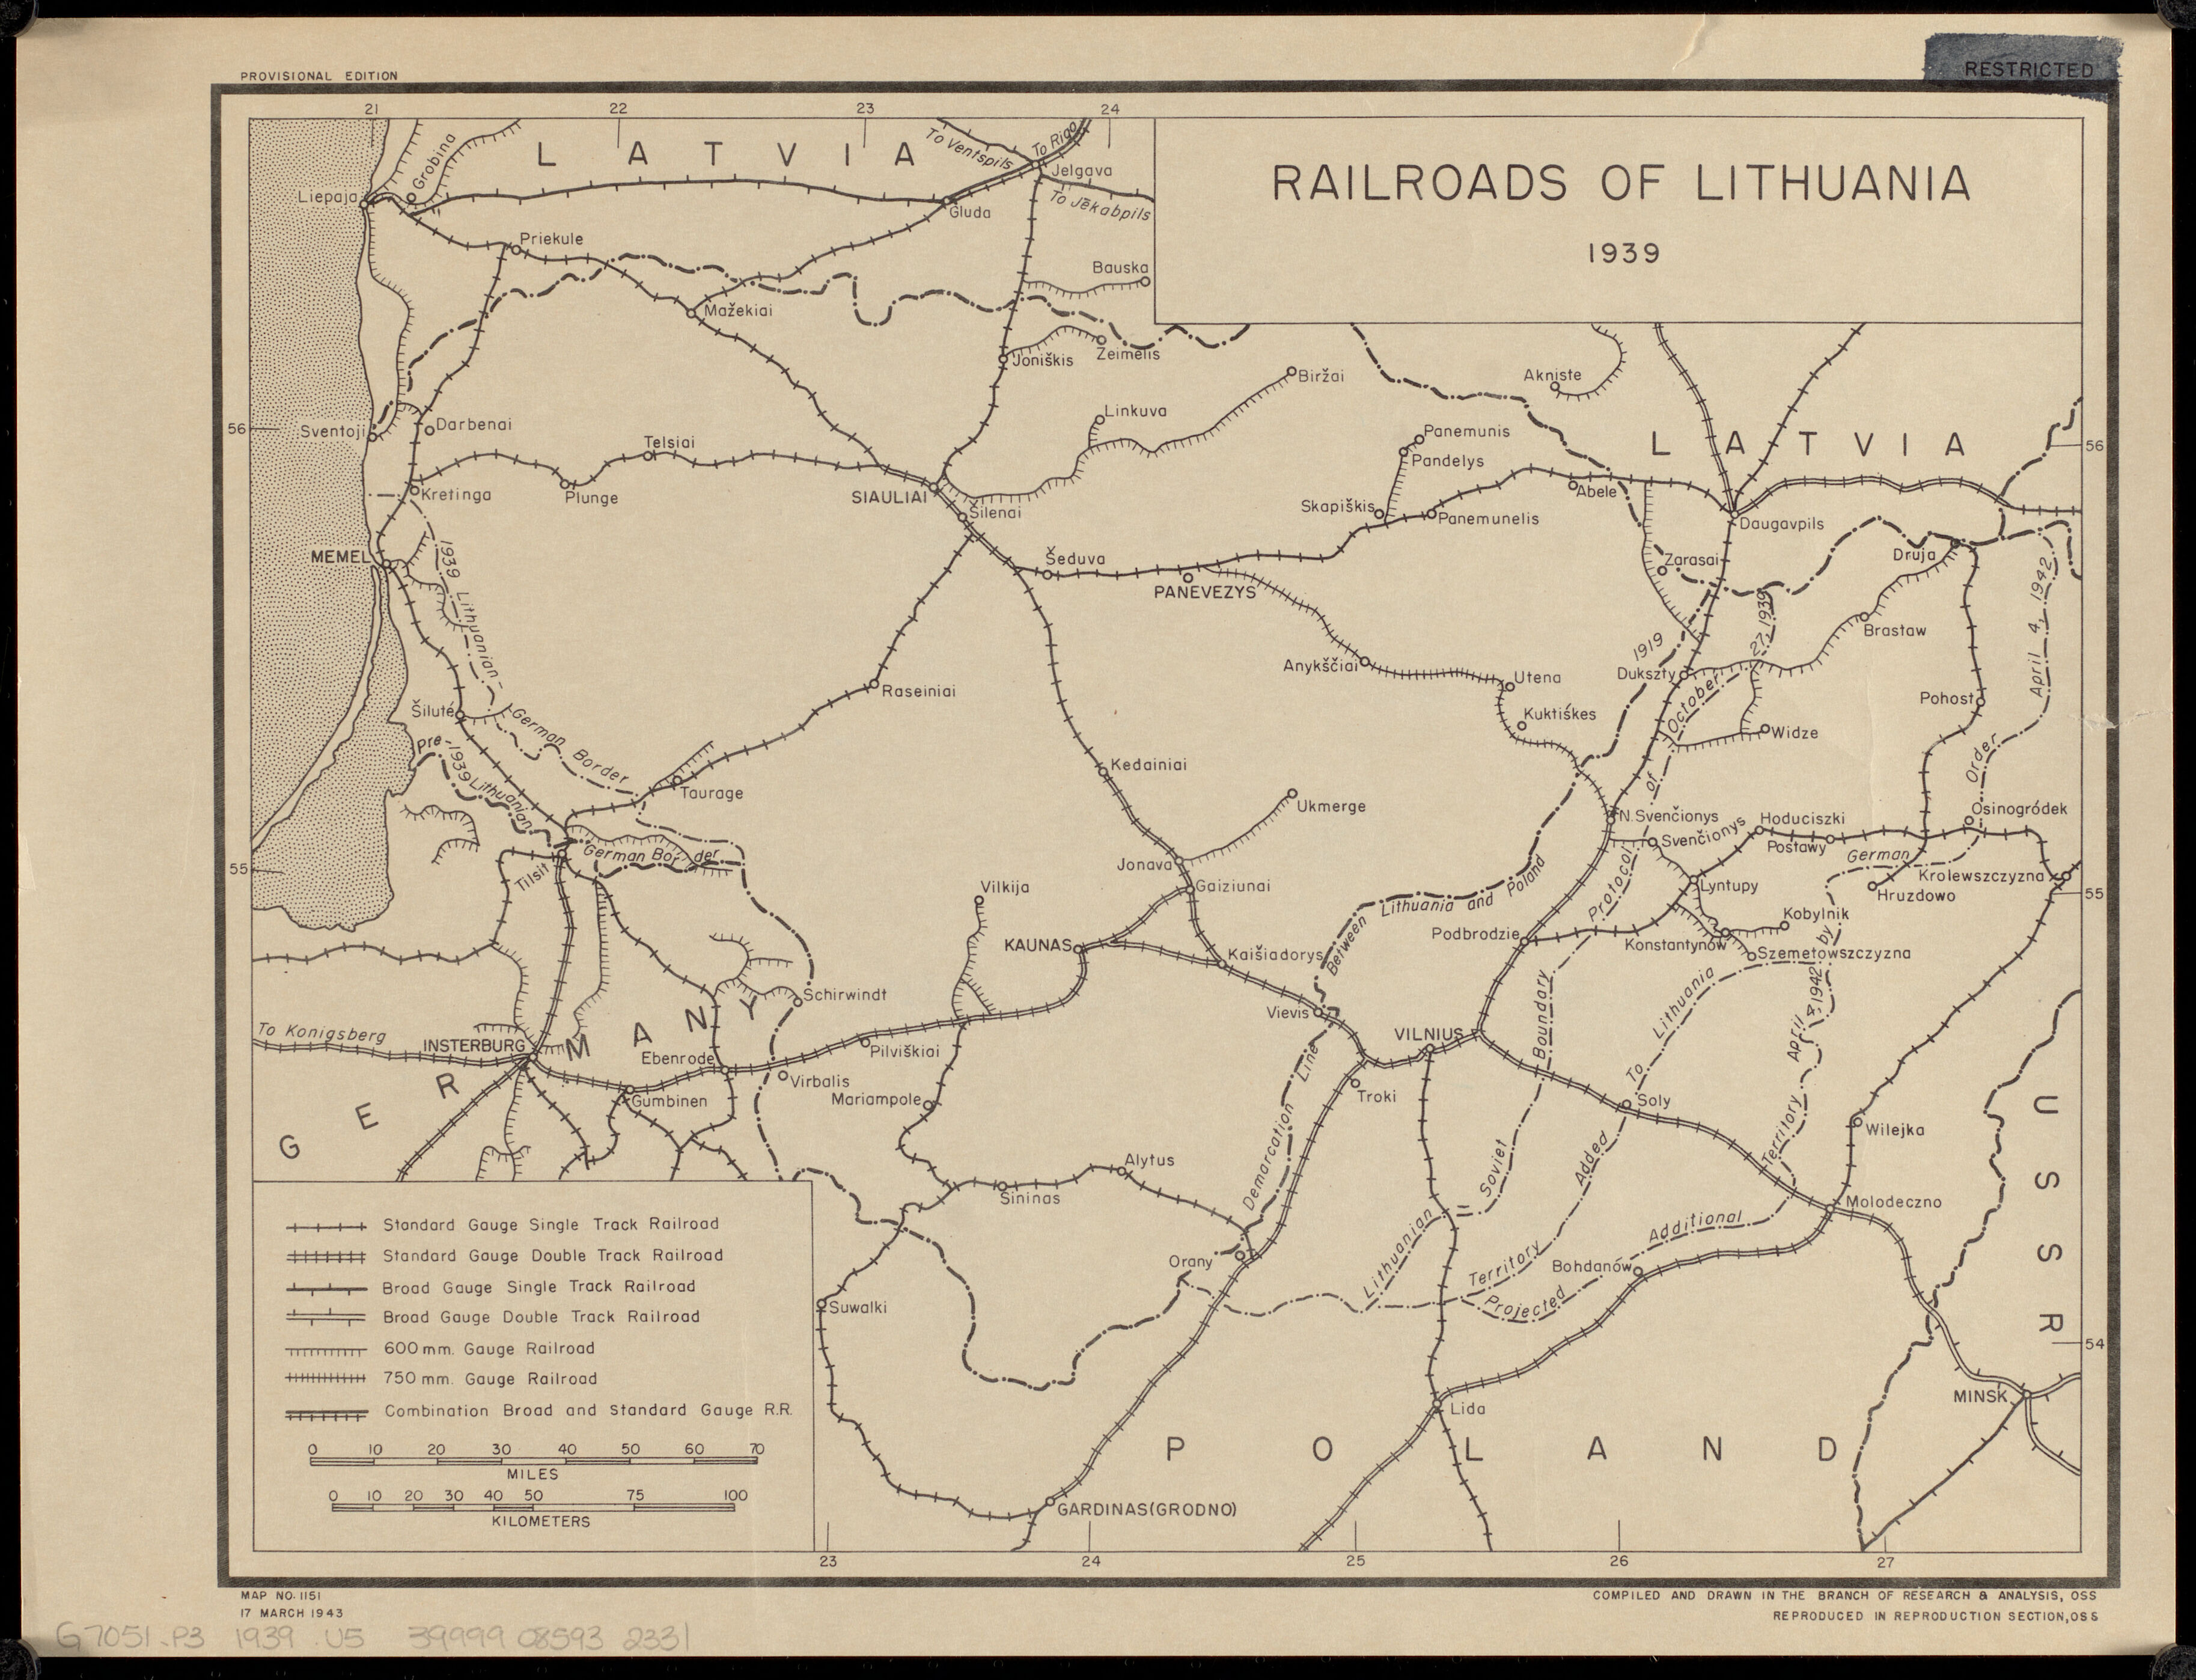 PROVISIONAL EDITION
RESTRICTED
RAILROADS OF LITHUANIA
1939
21
22
23
24
LATVIA
To Ventspils
To Riga
Jelgava
To Jēkabpils
Grobina
Liepaja
Gluda
Priekule
Bauska
Mažekiai
Joniškis
Zeimelis
Biržai
Akniste
56
Sventoji
Darbenai
Telsiai
Linkuva
Panemunis
Pandelys
LATVIA
56
Kretinga
Plunge
SIAULIAI
Šilenai
Skapiškis
Panemunelis
Abele
Daugavpils
MEMEL
1939 Lithuanian-German Border
Šeduva
PANEVEZYS
Zarasai
Druja
Brastaw
Anykščiai
Utena
1919
Dukszty
October 22, 1939
April 4, 1942
Raseiniai
Šilutė
Kuktiškes
Widze
Pohost
Pre-1939 Lithuanian
German Border
Taurage
Kedainiai
Ukmerge
of
Order
N. Svenčionys
Svenčionys
Hoduciszki
Osinogródek
Postawy
German
55
Tilsit
Jonava
Gaiziunai
Vilkija
Between Lithuania and Poland
Protocol
Lyntupy
Krolewszczyzna
Hruzdowo
55
KAUNAS
Kaišiadorys
Podbrodzie
Konstantynów
Kobylnik
Szemetowszczyzna
by
Schirwindt
To Konigsberg
INSTERBURG
GERMANY
Ebenrode
Pilviškiai
Vievis
VILNIUS
Boundary
To Lithuania
April 4, 1942
Gumbinen
Virbalis
Mariampole
Troki
Soly
Wilejka
USSR
Line
Demarcation
Soviet
Added
Territory
Alytus
Sininas
Molodeczno
Orany
Lithuanian
Territory
Additional
Bohdanów
Projected
Suwalki
54
Lida
MINSK
POLAND
GARDINAS (GRODNO)
Standard Gauge Single Track Railroad
Standard Gauge Double Track Railroad
Broad Gauge Single Track Railroad
Broad Gauge Double Track Railroad
600 mm. Gauge Railroad
750 mm. Gauge Railroad
Combination Broad and Standard Gauge R.R.
0 10 20 30 40 50 60 70
MILES
0 10 20 30 40 50 75 100
KILOMETERS
23
24
25
26
27
MAP NO. 1151
17 MARCH 1943
COMPILED AND DRAWN IN THE BRANCH OF RESEARCH & ANALYSIS, OSS
REPRODUCED IN REPRODUCTION SECTION, OSS
G7051 .P3 1939 .U5 39999 08593 2331